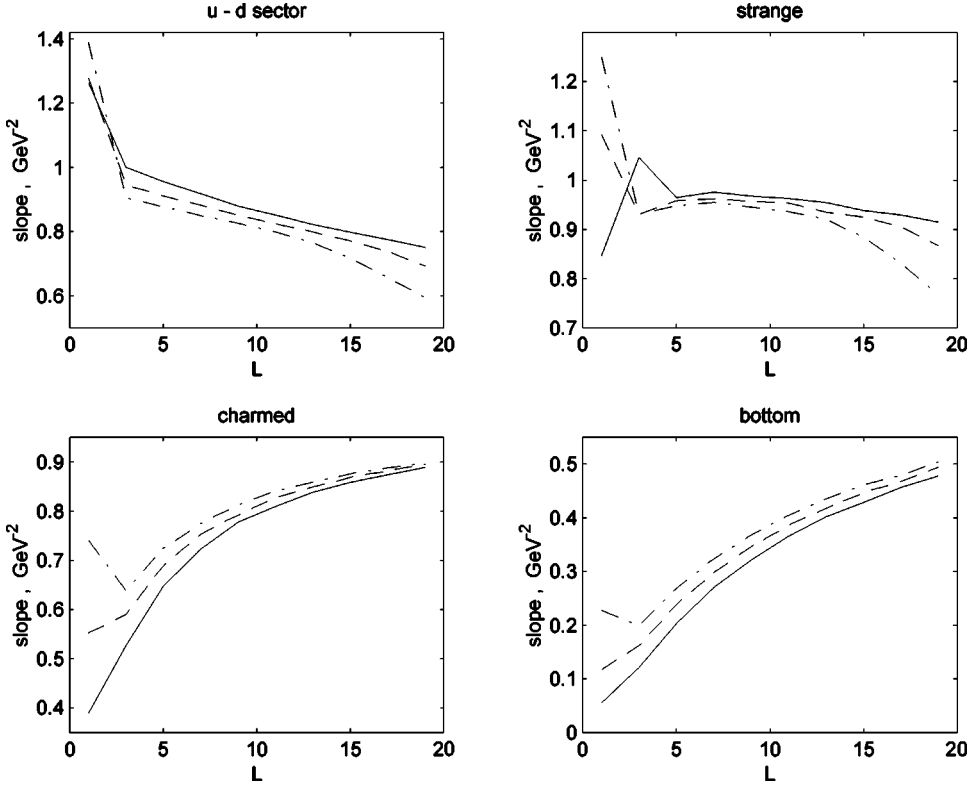 u - d sector
slope , GeV-2
1.4
1.2
1
0.8
0.6
0 5 10 15 20
L
strange
slope , GeV-2
1.2
1.1
1
0.9
0.8
0.7
0 5 10 15 20
L
charmed
slope , GeV-2
0.9
0.8
0.7
0.6
0.5
0.4
0 5 10 15 20
L
bottom
slope , GeV-2
0.5
0.4
0.3
0.2
0.1
0
0 5 10 15 20
L